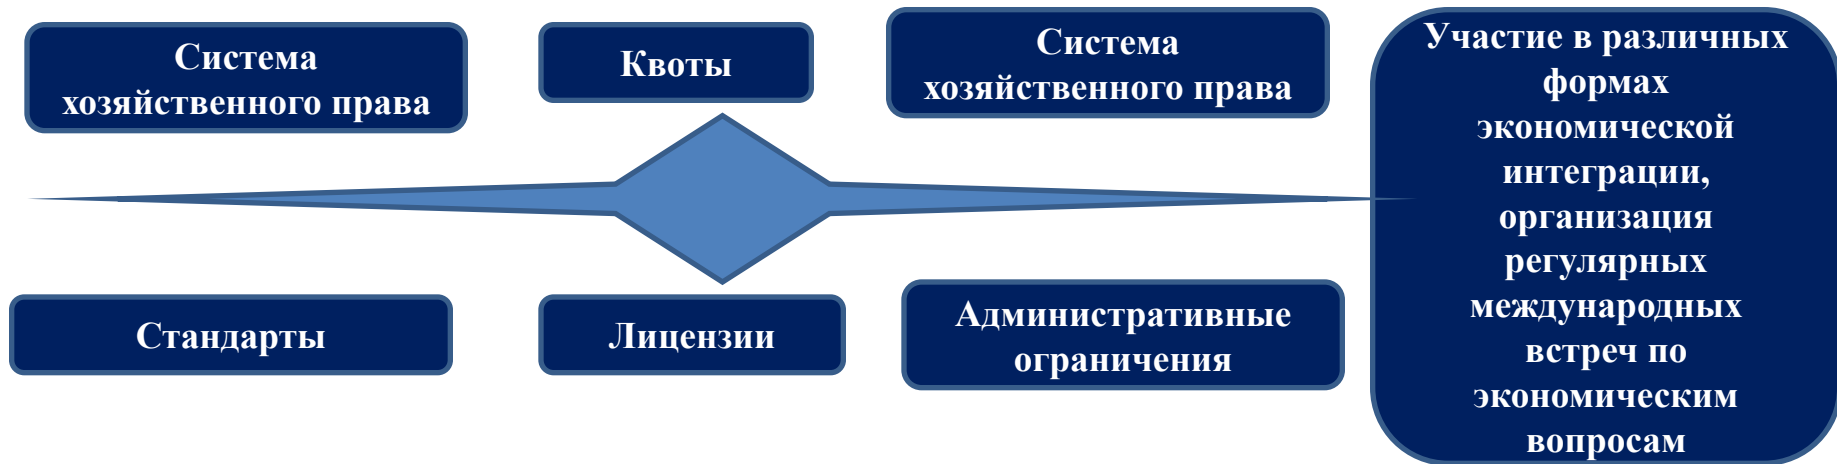 Система
хозяйственного права
Квоты
Система
хозяйственного права
Участие в различных
формах
экономической
интеграции,
организация
регулярных
международных
встреч по
экономическим
вопросам
Стандарты
Лицензии
Административные
ограничения